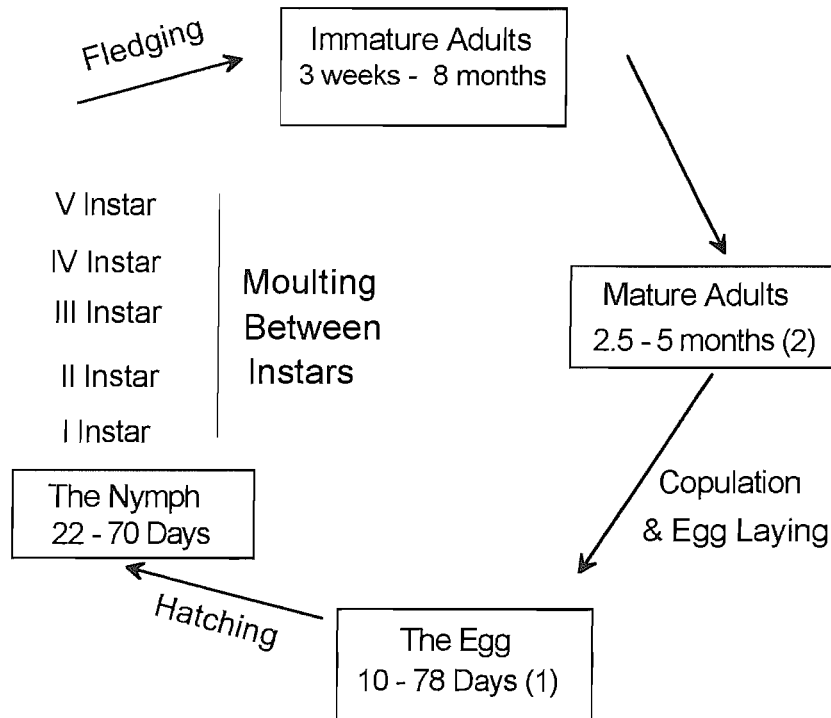 Fledging
Immature Adults
3 weeks - 8 months
V Instar
IV Instar
III Instar
II Instar
I Instar
Moulting
Between
Instars
Mature Adults
2.5 - 5 months (2)
Copulation
& Egg Laying
The Nymph
22 - 70 Days
Hatching
The Egg
10 - 78 Days (1)